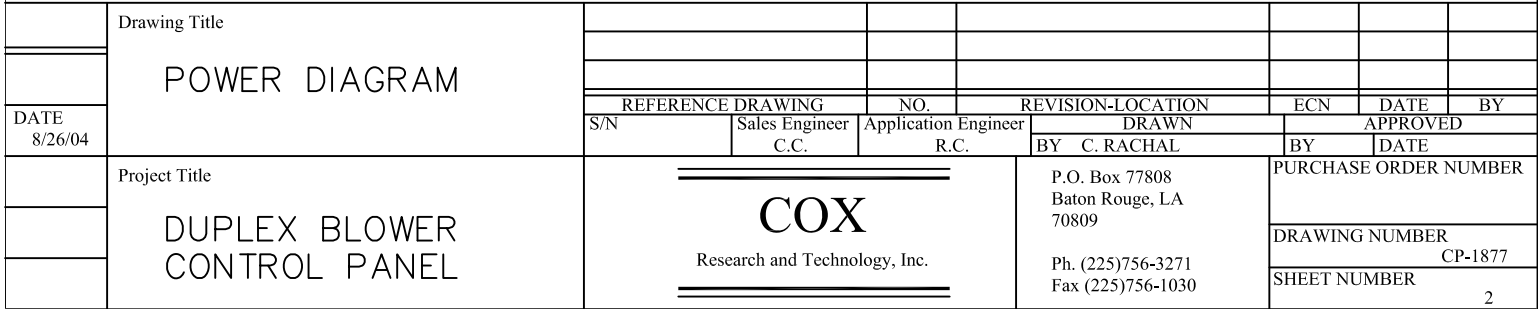 Drawing Title
POWER DIAGRAM
DATE
8/26/04
REFERENCE DRAWING NO. REVISION-LOCATION ECN DATE BY
S/N Sales Engineer Application Engineer DRAWN APPROVED
C.C. R.C. BY C. RACHAL BY DATE
Project Title
DUPLEX BLOWER
CONTROL PANEL
COX
Research and Technology, Inc.
P.O. Box 77808
Baton Rouge, LA
70809
Ph. (225)756-3271
Fax (225)756-1030
PURCHASE ORDER NUMBER
DRAWING NUMBER
CP-1877
SHEET NUMBER
2